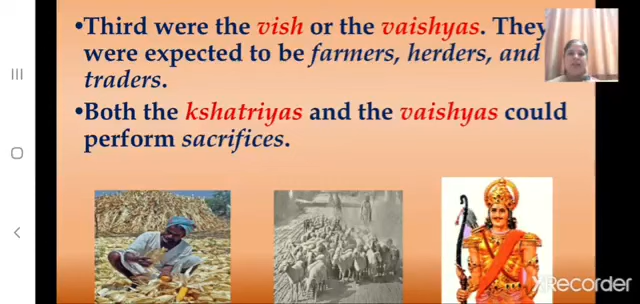 •Third were the vish or the vaishyas. They
were expected to be farmers, herders, and
traders.
•Both the kshatriyas and the vaishyas could
perform sacrifices.
XRecorder